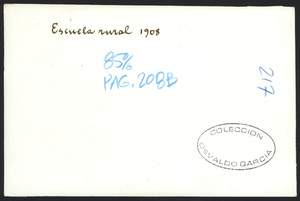 Escuela rural 1908
85%
PAG. 20BB
217
COLECCION
OSVALDO GARCIA